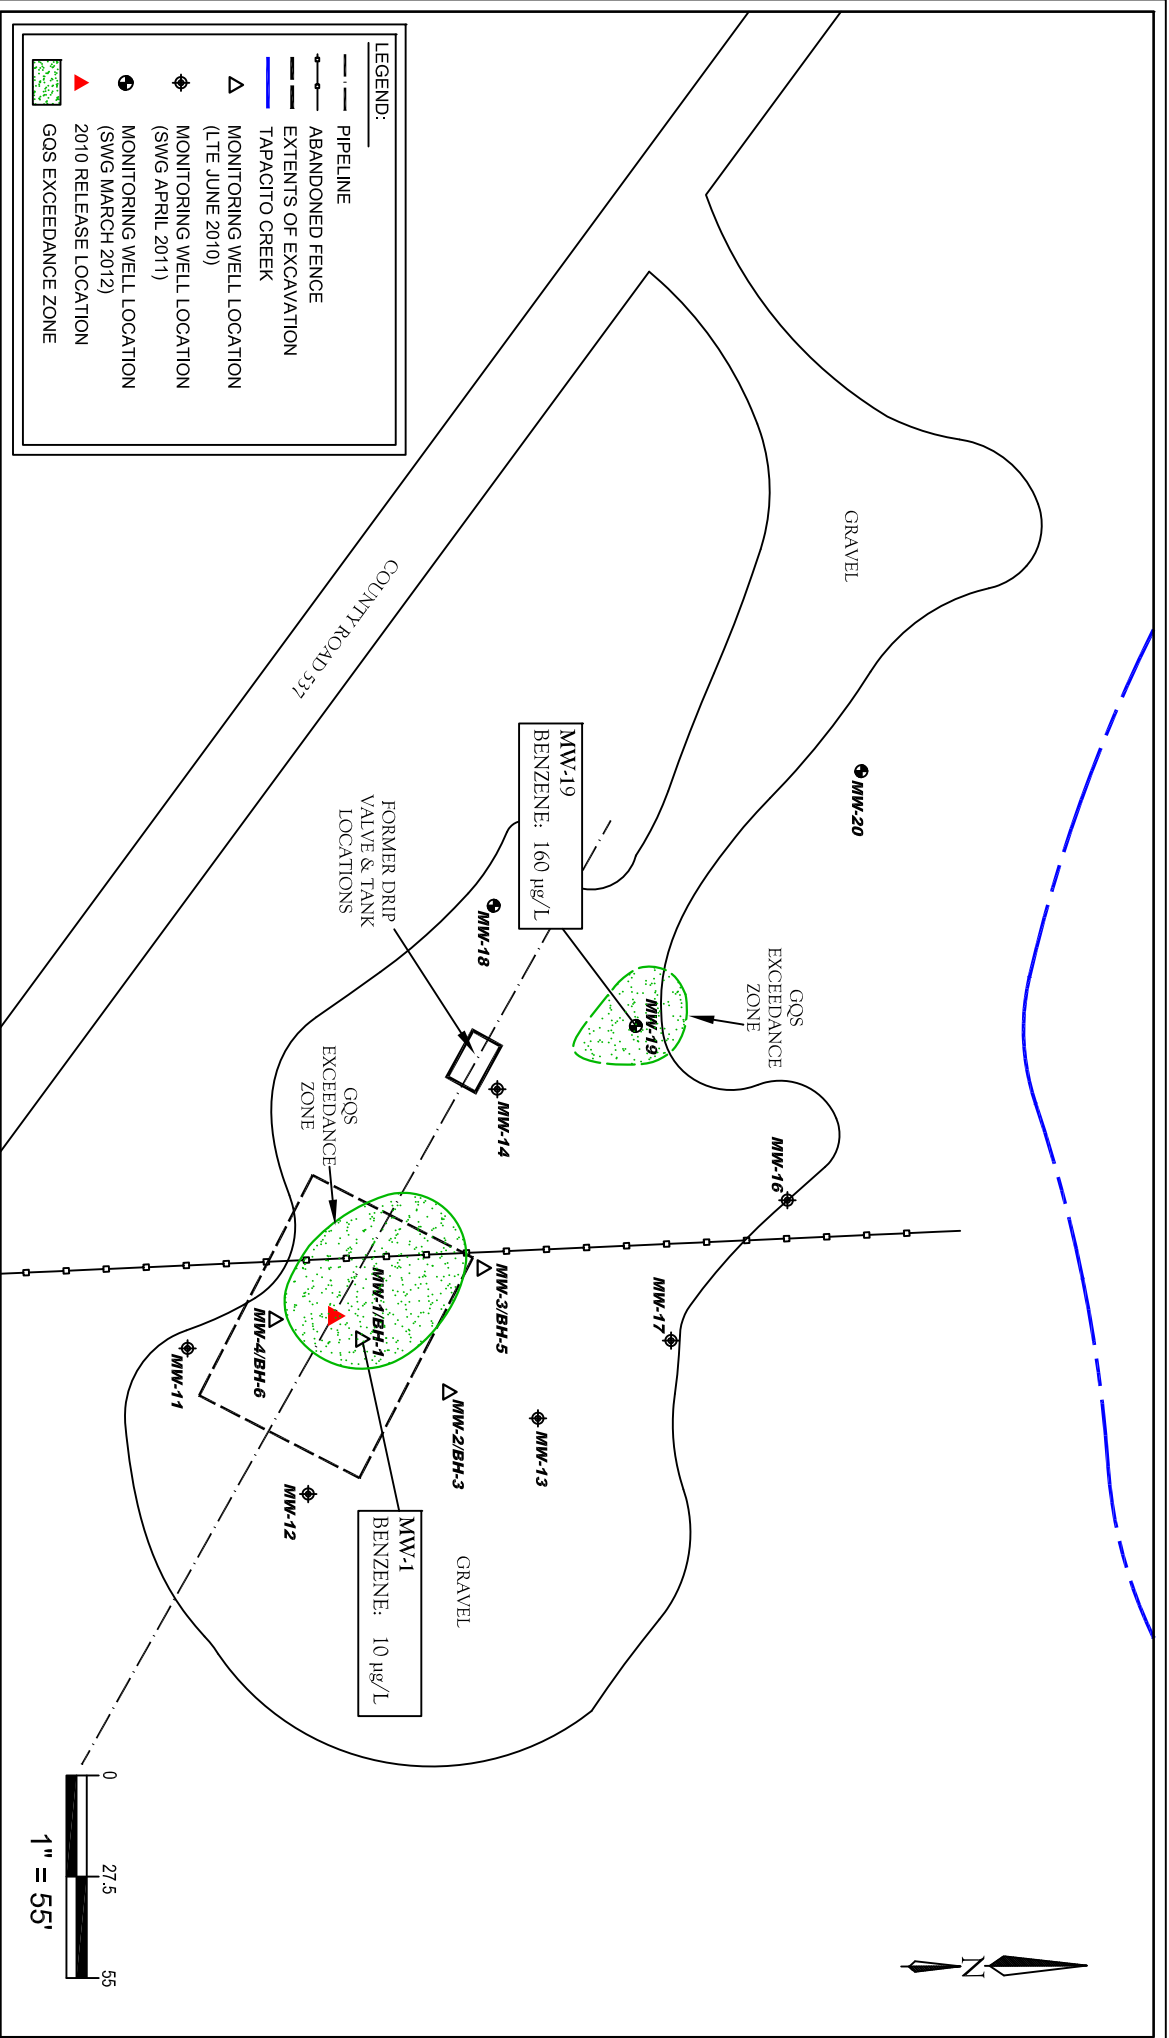 LEGEND:
PIPELINE
ABANDONED FENCE
EXTENTS OF EXCAVATION
TAPACITO CREEK
MONITORING WELL LOCATION
(LTE JUNE 2010)
MONITORING WELL LOCATION
(SWG APRIL 2011)
MONITORING WELL LOCATION
(SWG MARCH 2012)
2010 RELEASE LOCATION
GQS EXCEEDANCE ZONE
GRAVEL
COUNTY ROAD 537
MW-20
MW-19
BENZENE: 160 µg/L
FORMER DRIP
VALVE & TANK
LOCATIONS
MW-18
GQS
EXCEEDANCE
ZONE
MW-19
MW-14
GQS
EXCEEDANCE
ZONE
MW-16
MW-17
MW-3/BH-5
MW-1/BH-1
MW-4/BH-6
MW-11
MW-2/BH-3
MW-13
MW-12
MW-1
BENZENE: 10 µg/L
GRAVEL
0
27.5
55
1" = 55'
N